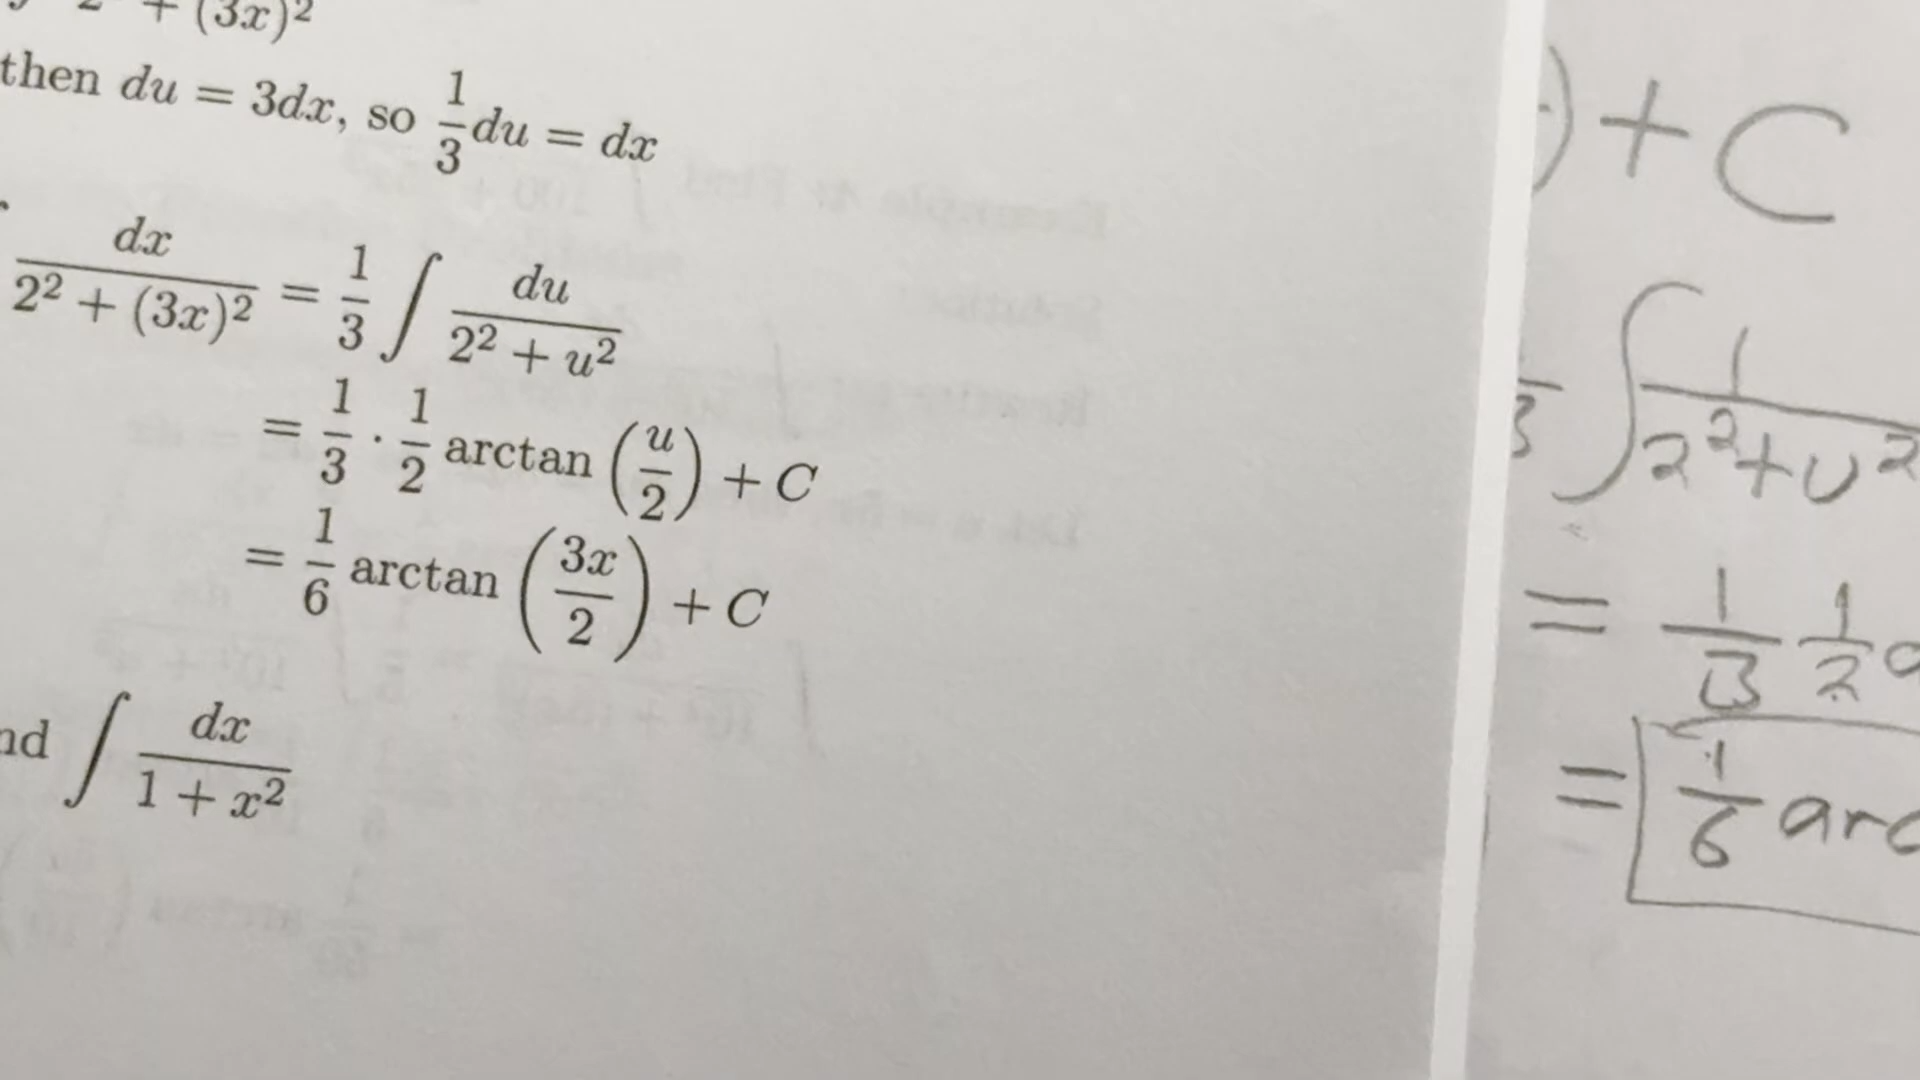 2² + (3x)²
then du = 3dx, so 1/3 du = dx
dx/(2² + (3x)²) = 1/3 ∫ du/(2² + u²)
= 1/3 · 1/2 arctan (u/2) + C
= 1/6 arctan (3x/2) + C
∫ dx/(1 + x²)
) + C
∫ 1/(2² + u²)
= 1/3 1/2
= 1/6